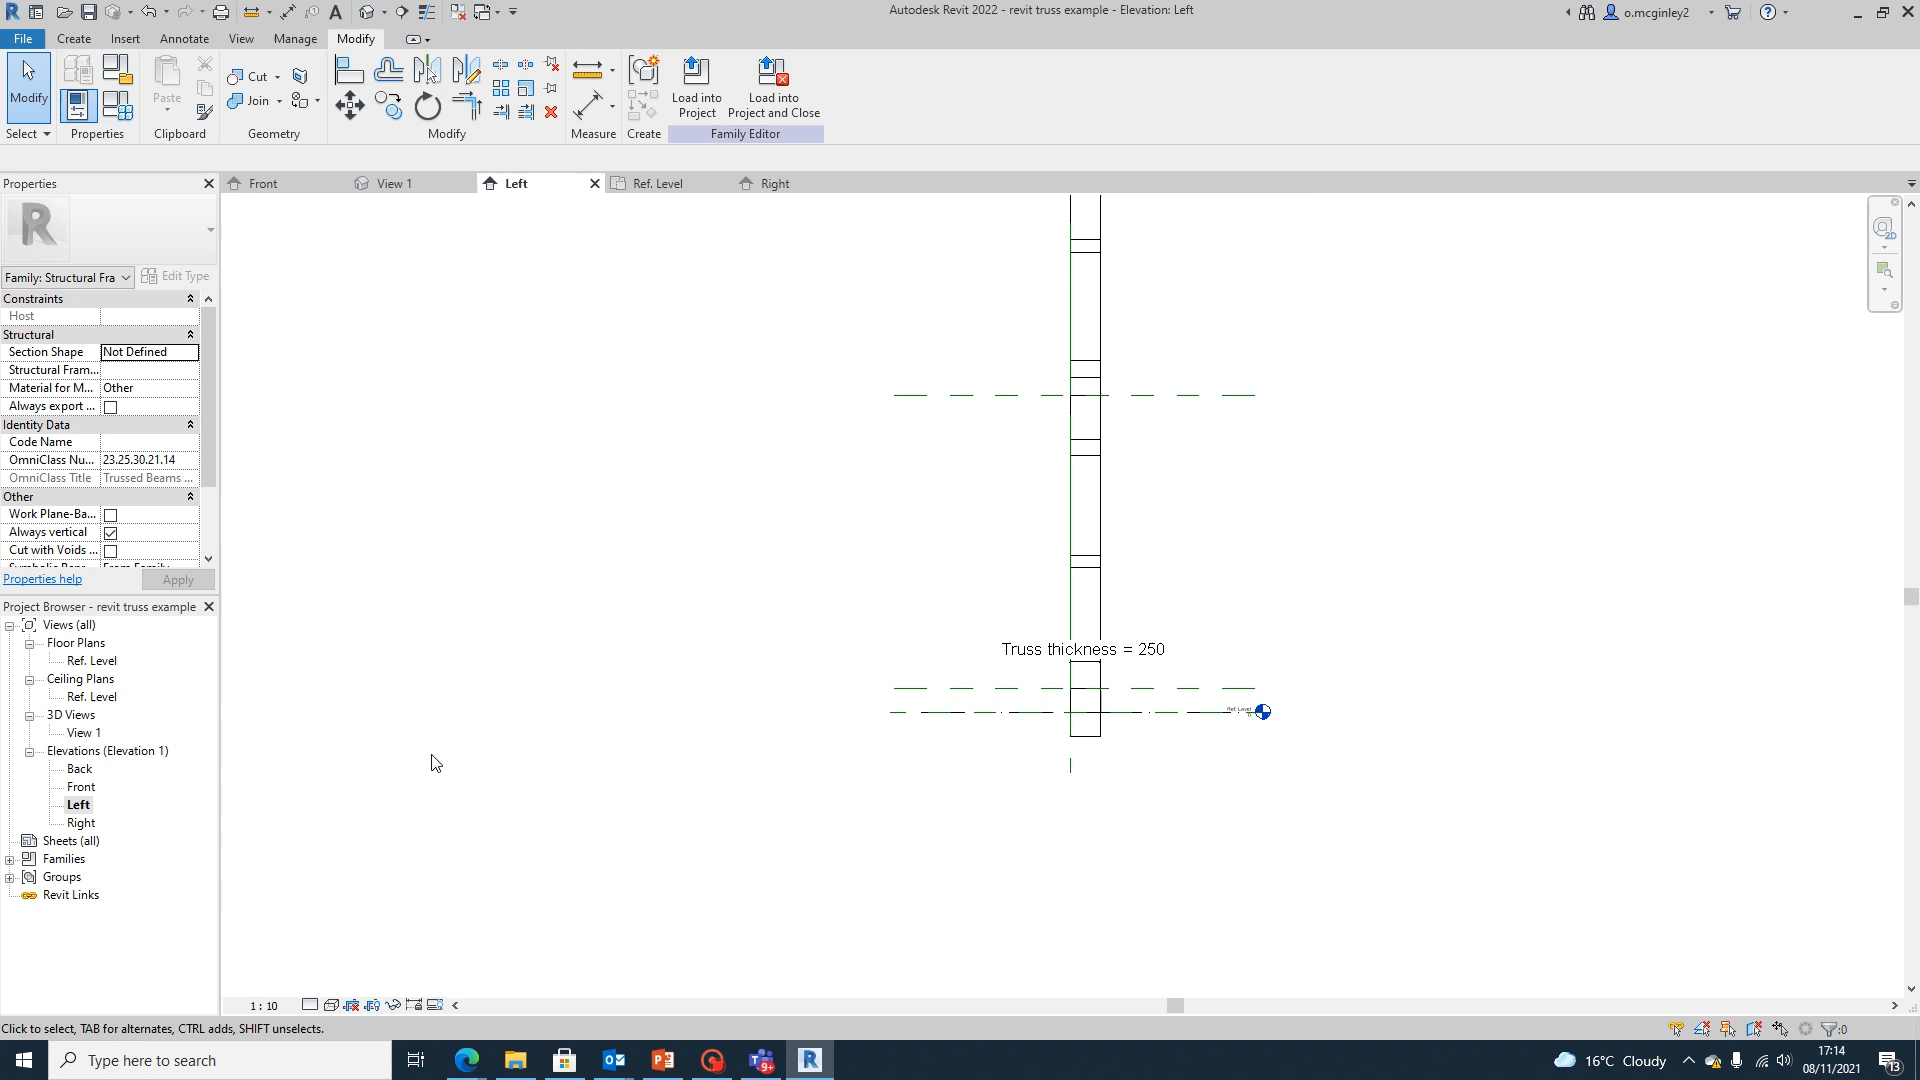 Autodesk Revit 2022 - revit truss example - Elevation: Left
o.mcginley2
File Create Insert Annotate View Manage Modify
Modify
Paste
Cut
Join
Load into Project
Load into Project and Close
Select Properties Clipboard Geometry Modify Measure Create Family Editor
Properties
Front View 1 Left Ref. Level Right
2D
Family: Structural Fra Edit Type
Constraints
Host
Structural
Section Shape Not Defined
Structural Fram...
Material for M... Other
Always export ...
Identity Data
Code Name
OmniClass Nu... 23.25.30.21.14
OmniClass Title Trussed Beams ...
Other
Work Plane-Ba...
Always vertical
Cut with Voids ...
Properties help Apply
Project Browser - revit truss example
Views (all)
Floor Plans
Ref. Level
Ceiling Plans
Ref. Level
3D Views
View 1
Elevations (Elevation 1)
Back
Front
Left
Right
Sheets (all)
Families
Groups
Revit Links
Truss thickness = 250
Ref. Level
1 : 10
Click to select, TAB for alternates, CTRL adds, SHIFT unselects.
:0
Type here to search
9+
16°C Cloudy
17:14
08/11/2021
13